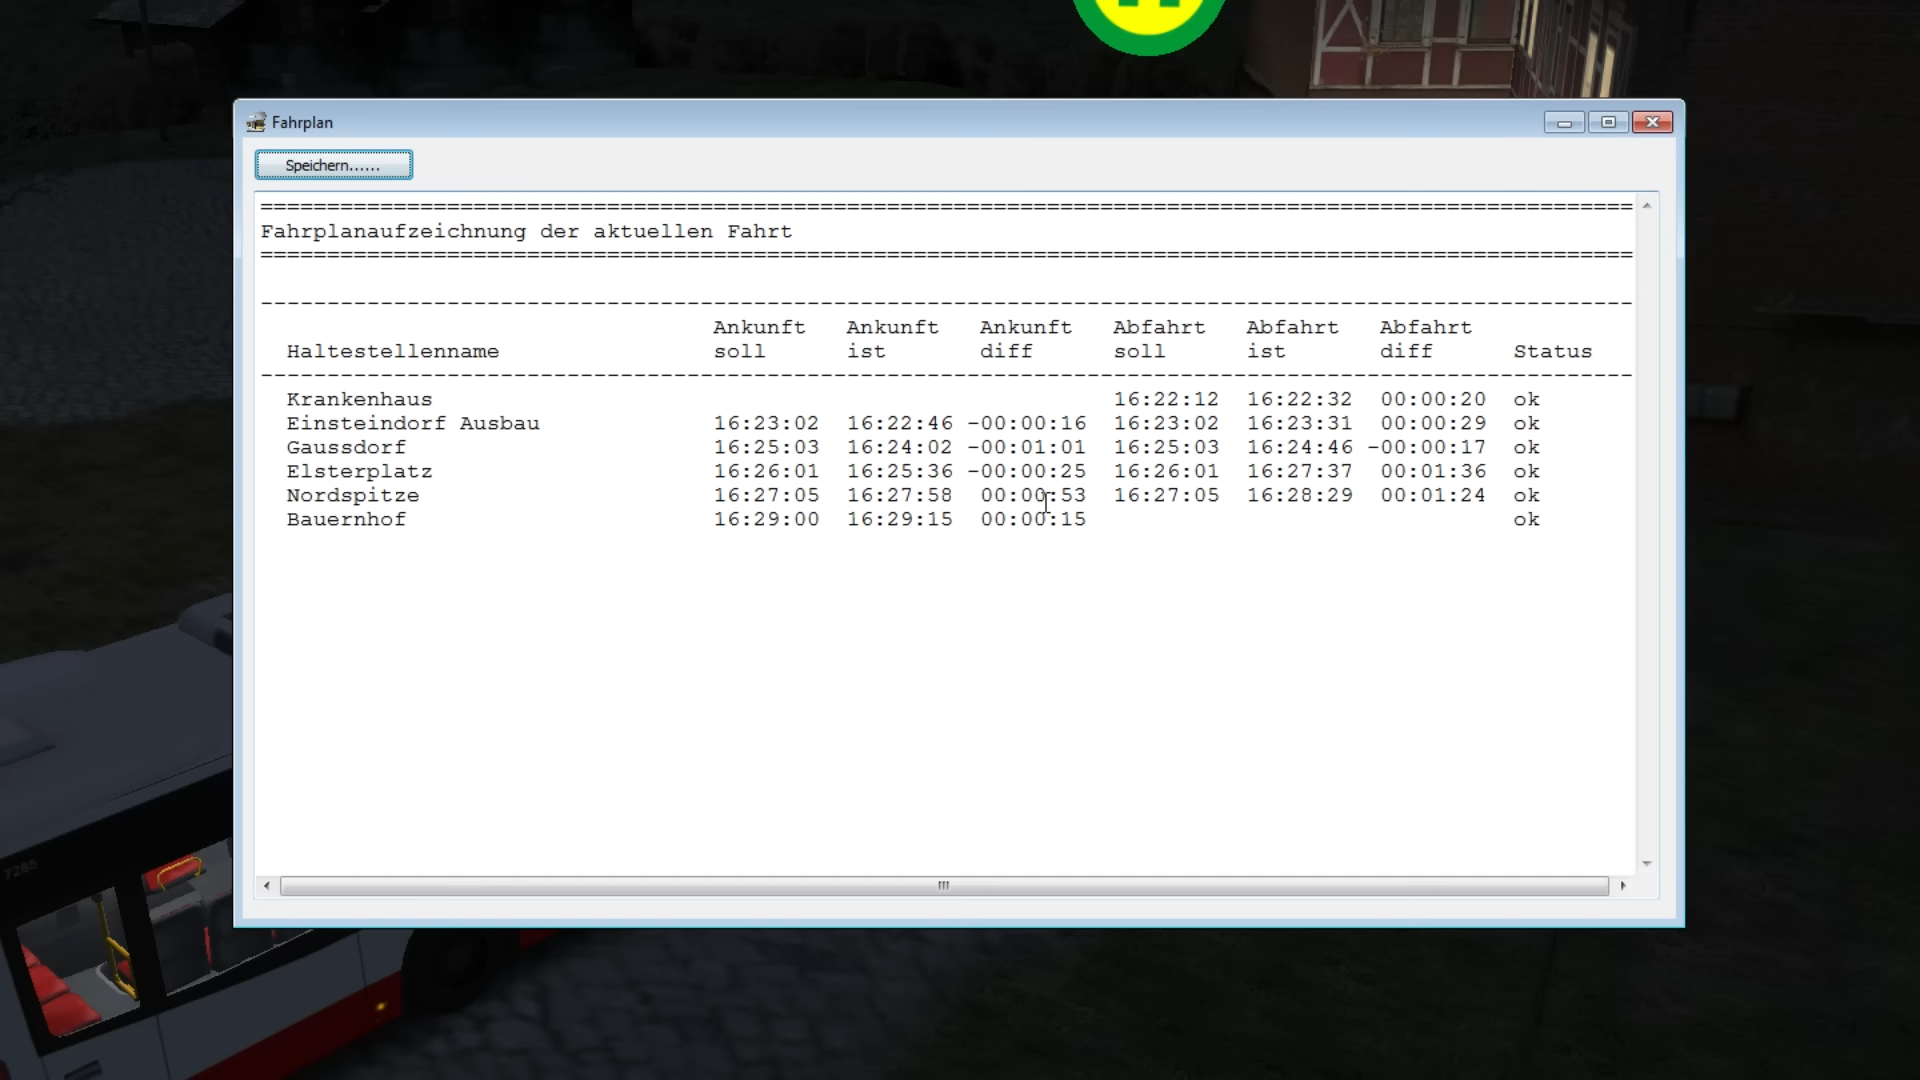 Fahrplan
Speichern......
================================================================================
Fahrplanaufzeichnung der aktuellen Fahrt
================================================================================
--------------------------------------------------------------------------------
Ankunft Ankunft Ankunft Abfahrt Abfahrt Abfahrt
Haltestellenname soll ist diff soll ist diff Status
--------------------------------------------------------------------------------
Krankenhaus 16:22:12 16:22:32 00:00:20 ok
Einsteindorf Ausbau 16:23:02 16:22:46 -00:00:16 16:23:02 16:23:31 00:00:29 ok
Gaussdorf 16:25:03 16:24:02 -00:01:01 16:25:03 16:24:46 -00:00:17 ok
Elsterplatz 16:26:01 16:25:36 -00:00:25 16:26:01 16:27:37 00:01:36 ok
Nordspitze 16:27:05 16:27:58 00:00:53 16:27:05 16:28:29 00:01:24 ok
Bauernhof 16:29:00 16:29:15 00:00:15 ok
7285